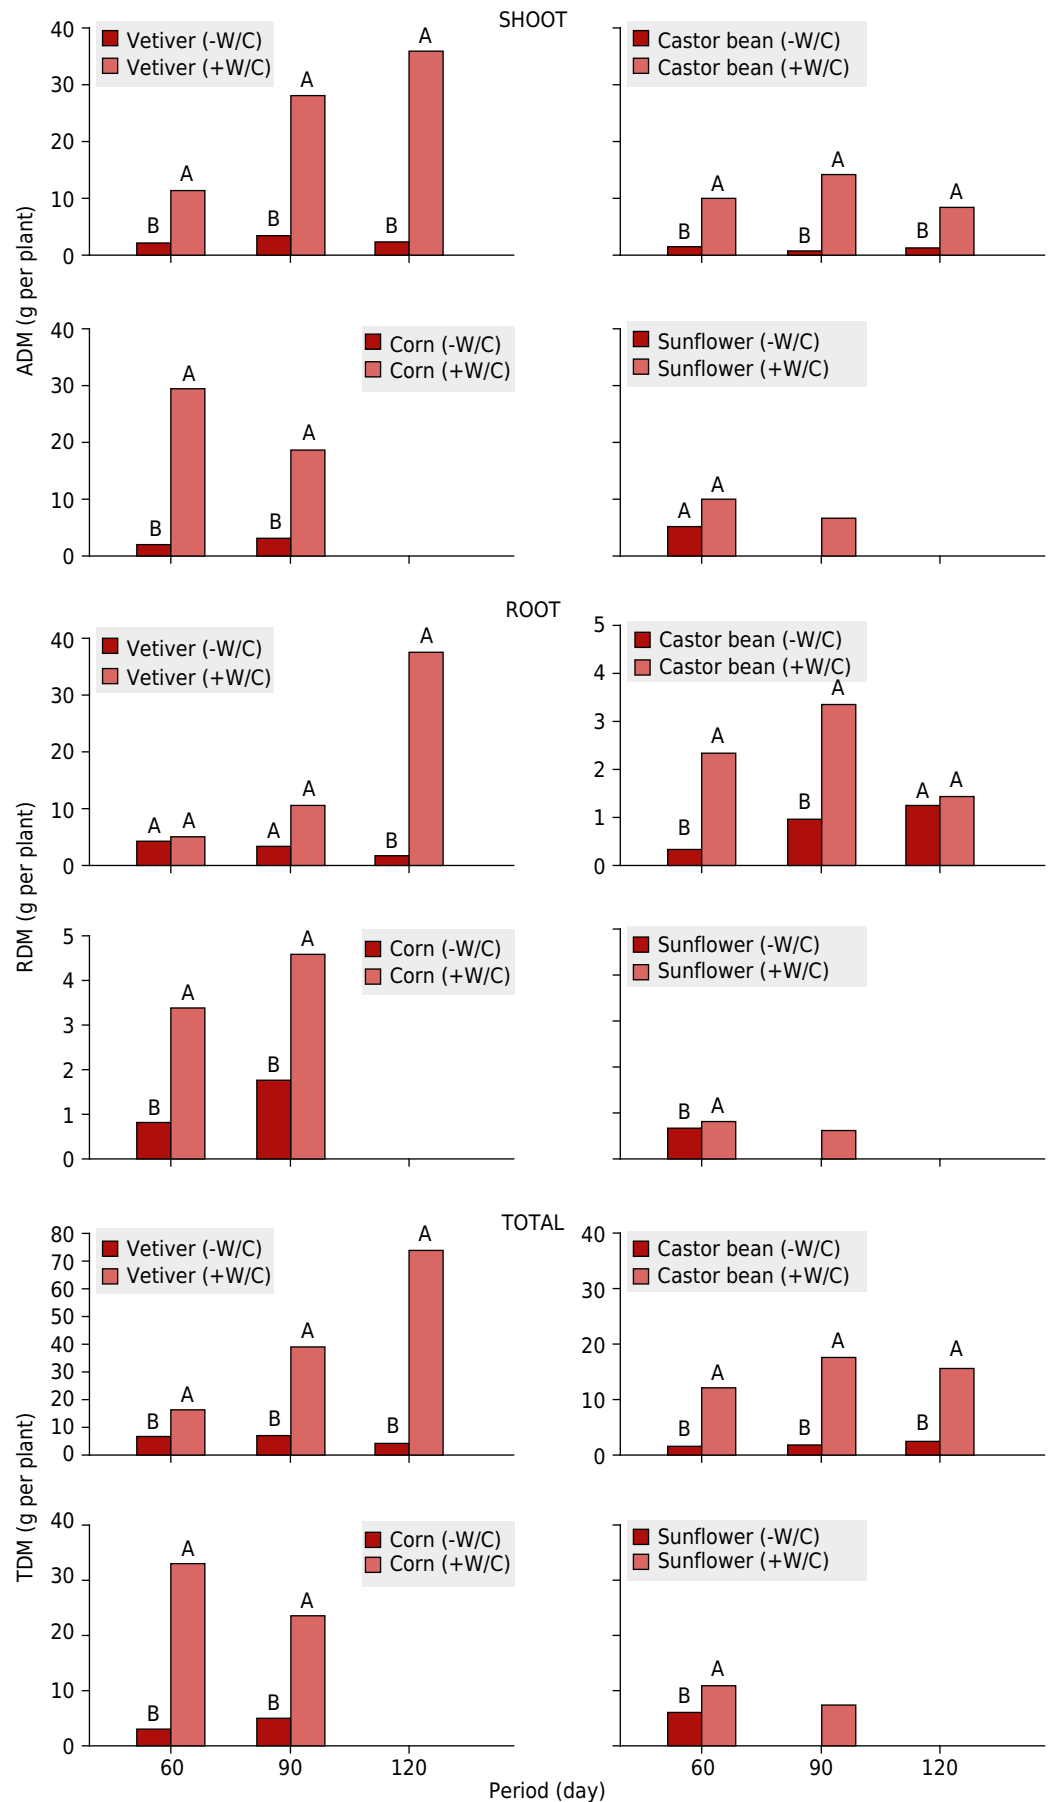 SHOOT
ADM (g per plant)
40
30
20
10
0
Vetiver (-W/C)
Vetiver (+W/C)
B
A
B
A
B
A
Castor bean (-W/C)
Castor bean (+W/C)
B
A
B
A
B
A
40
30
20
10
0
Corn (-W/C)
Corn (+W/C)
B
A
B
A
Sunflower (-W/C)
Sunflower (+W/C)
A
A
ROOT
RDM (g per plant)
40
30
20
10
0
Vetiver (-W/C)
Vetiver (+W/C)
A
A
A
A
B
A
5
4
3
2
1
0
Castor bean (-W/C)
Castor bean (+W/C)
B
A
B
A
A
A
5
4
3
2
1
0
Corn (-W/C)
Corn (+W/C)
B
A
B
A
Sunflower (-W/C)
Sunflower (+W/C)
B
A
TOTAL
TDM (g per plant)
80
70
60
50
40
30
20
10
0
Vetiver (-W/C)
Vetiver (+W/C)
B
A
B
A
B
A
40
30
20
10
0
Castor bean (-W/C)
Castor bean (+W/C)
B
A
B
A
B
A
40
30
20
10
0
Corn (-W/C)
Corn (+W/C)
B
A
B
A
60
90
120
Sunflower (-W/C)
Sunflower (+W/C)
B
A
60
90
120
Period (day)